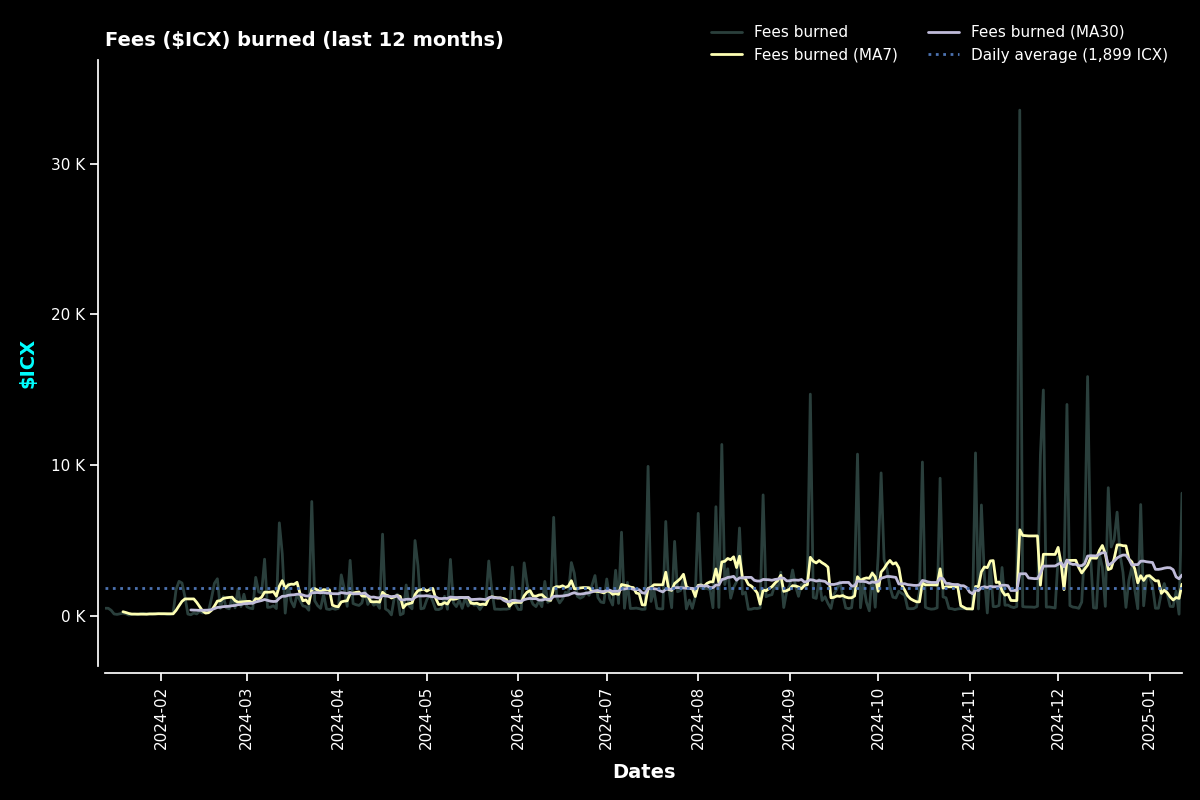 Fees ($ICX) burned (last 12 months)
Fees burned
Fees burned (MA7)
Fees burned (MA30)
Daily average (1,899 ICX)
$ICX
30 K
20 K
10 K
0 K
2024-02
2024-03
2024-04
2024-05
2024-06
2024-07
2024-08
2024-09
2024-10
2024-11
2024-12
2025-01
Dates